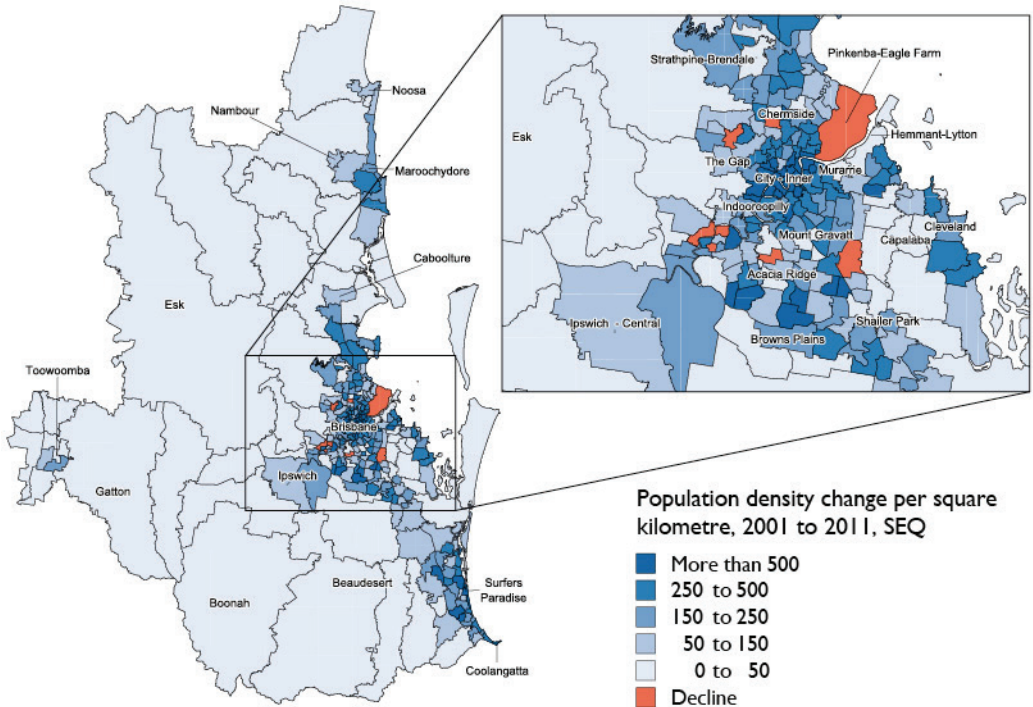 Noosa
Nambour
Maroochydore
Caboolture
Esk
Toowoomba
Brisbane
Gatton
Ipswich
Boonah
Beaudesert
Surfers
Paradise
Coolangatta
Strathpine-Brendale
Pinkenba-Eagle Farm
Chermside
Esk
Hemmant-Lytton
The Gap
Murarrie
City - Inner
Indooroopilly
Mount Gravatt
Cleveland
Capalaba
Acacia Ridge
Ipswich - Central
Shailer Park
Browns Plains
Population density change per square
kilometre, 2001 to 2011, SEQ
More than 500
250 to 500
150 to 250
50 to 150
0 to 50
Decline